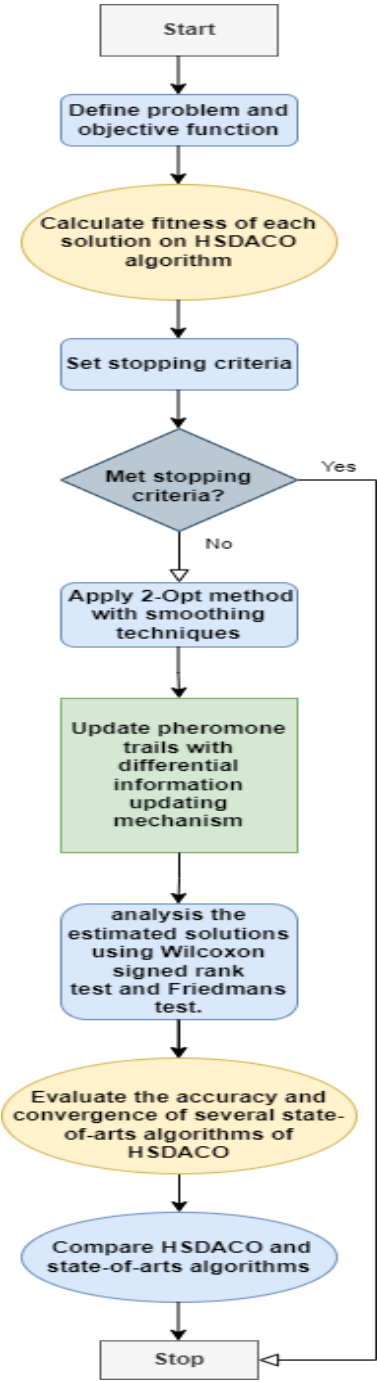 Start
Define problem and
objective function
Calculate fitness of each
solution on HSDACO
algorithm
Set stopping criteria
Met stopping
criteria?
Yes
No
Apply 2-Opt method
with smoothing
techniques
Update pheromone
trails with
differential
information
updating
mechanism
analysis the
estimated solutions
using Wilcoxon
signed rank
test and Friedmans
test.
Evaluate the accuracy and
convergence of several state-
of-arts algorithms of
HSDACO
Compare HSDACO and
state-of-arts algorithms
Stop